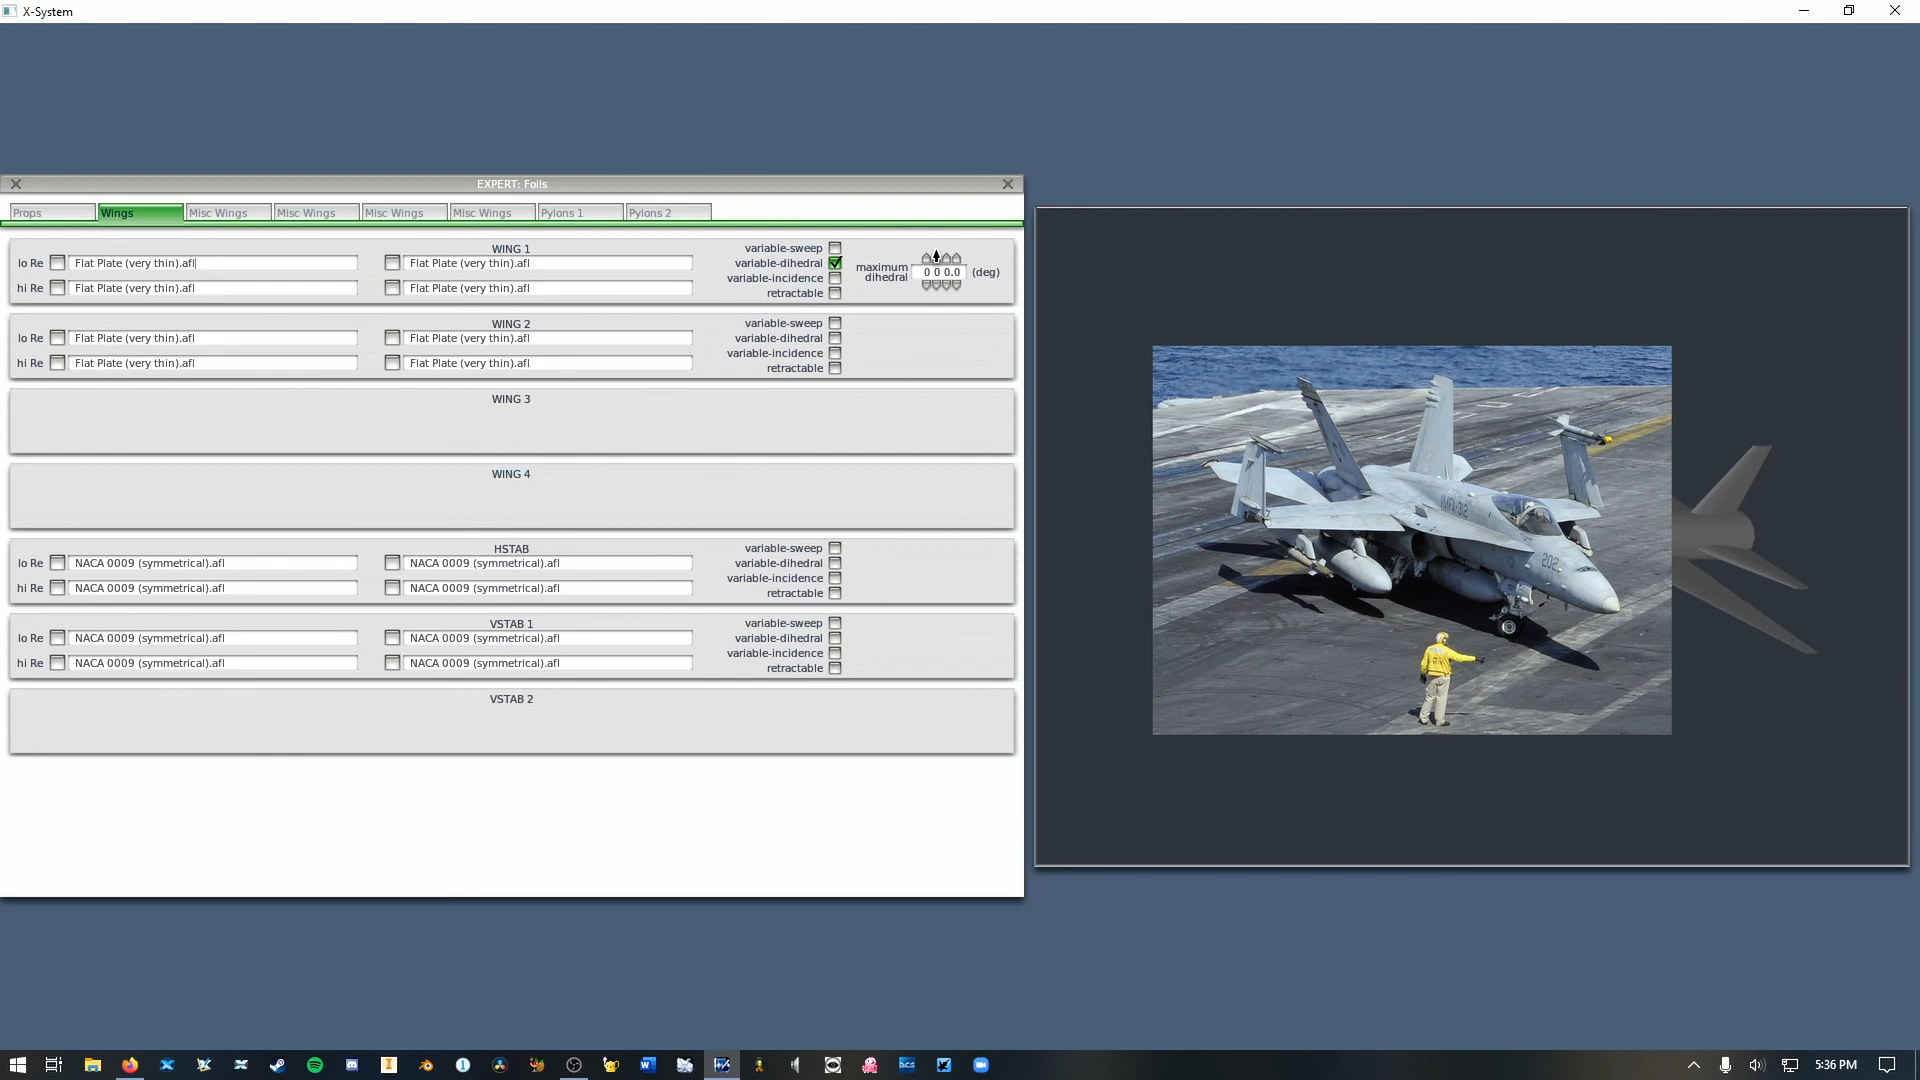 X-System
EXPERT: Foils
Props Wings Misc Wings Misc Wings Misc Wings Misc Wings Pylons 1 Pylons 2
WING 1
variable-sweep
lo Re Flat Plate (very thin).afl Flat Plate (very thin).afl variable-dihedral
maximum dihedral 0 0 0.0 (deg)
variable-incidence
hi Re Flat Plate (very thin).afl Flat Plate (very thin).afl retractable
WING 2
variable-sweep
lo Re Flat Plate (very thin).afl Flat Plate (very thin).afl variable-dihedral
variable-incidence
hi Re Flat Plate (very thin).afl Flat Plate (very thin).afl retractable
WING 3
WING 4
HSTAB
variable-sweep
lo Re NACA 0009 (symmetrical).afl NACA 0009 (symmetrical).afl variable-dihedral
variable-incidence
hi Re NACA 0009 (symmetrical).afl NACA 0009 (symmetrical).afl retractable
VSTAB 1
variable-sweep
lo Re NACA 0009 (symmetrical).afl NACA 0009 (symmetrical).afl variable-dihedral
variable-incidence
hi Re NACA 0009 (symmetrical).afl NACA 0009 (symmetrical).afl retractable
VSTAB 2
202
5:36 PM